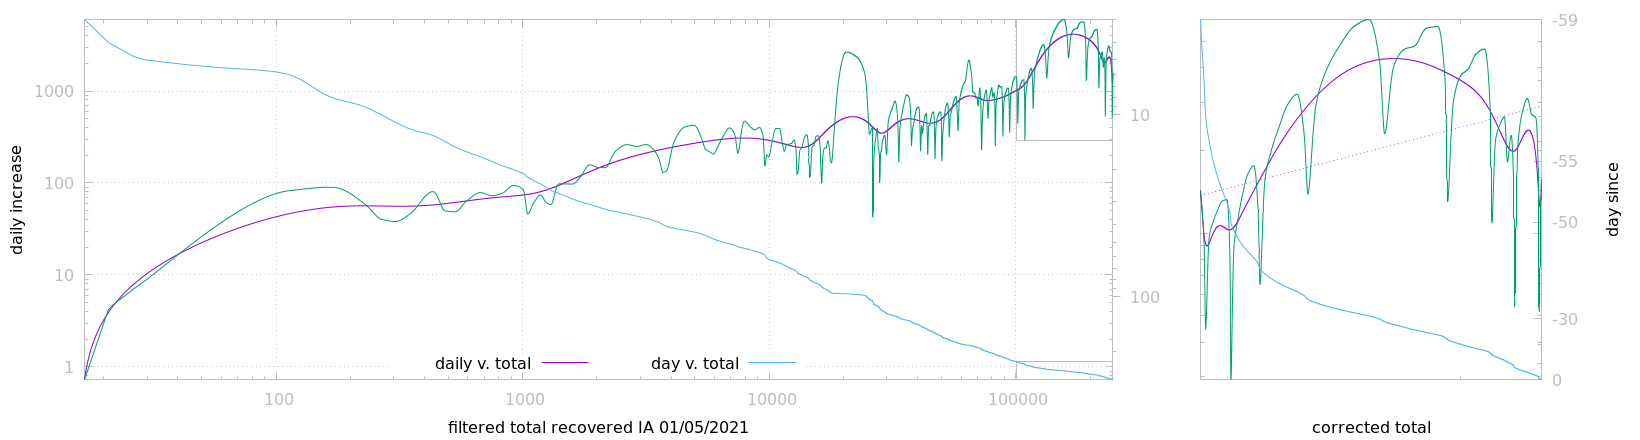 daily increase
1000
100
10
1
100
1000
10000
100000
filtered total recovered IA 01/05/2021
daily v. total
day v. total
10
100
-59
-55
-50
-30
0
day since
corrected total